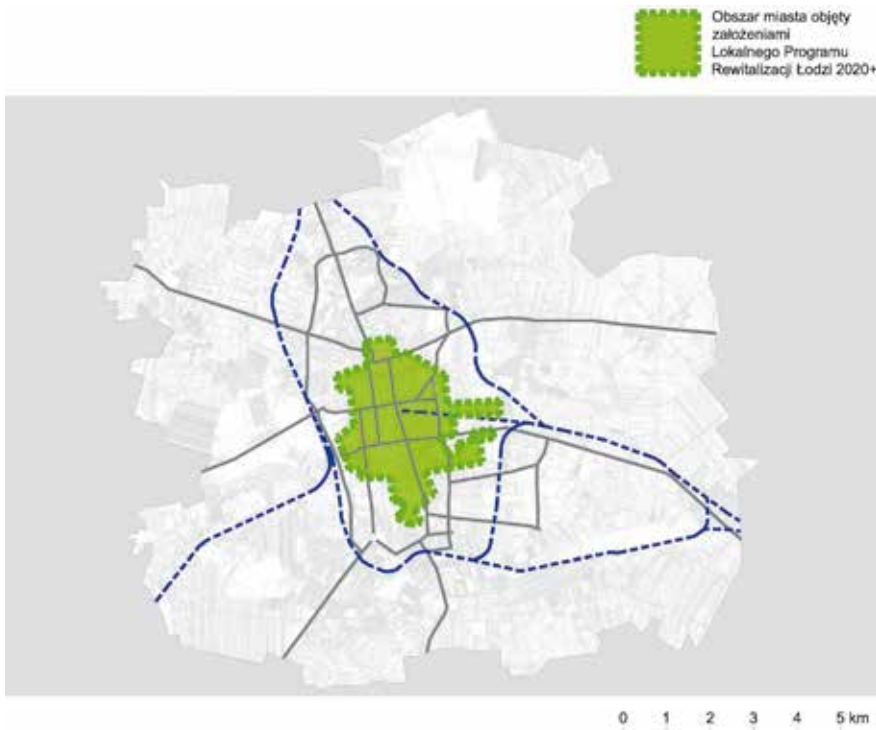 Obszar miasta objęty
założeniami
Lokalnego Programu
Rewitalizacji Łodzi 2020+
0 1 2 3 4 5 km